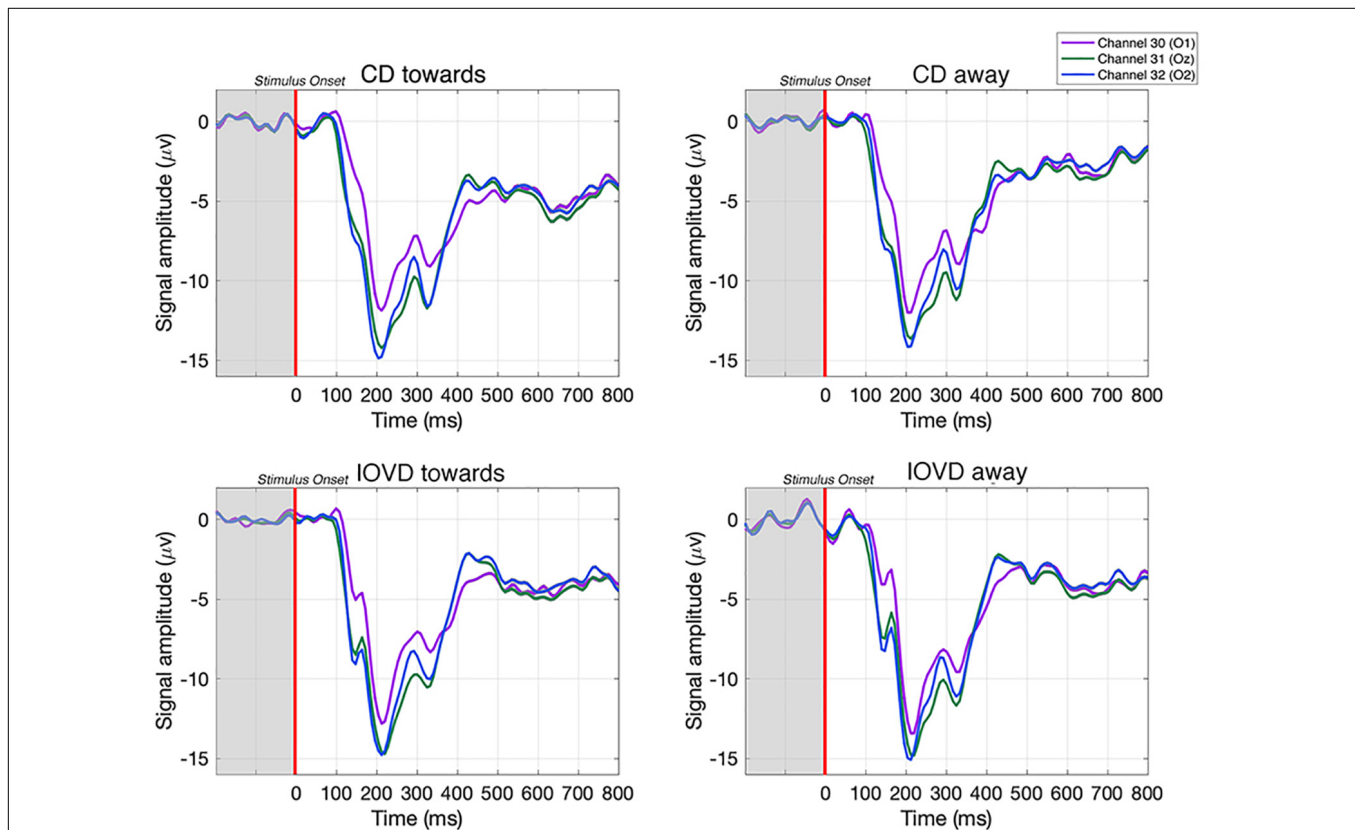 Channel 30 (O1)
Channel 31 (Oz)
Channel 32 (O2)
Stimulus Onset
CD towards
CD away
0
-5
-10
-15
Signal amplitude (μv)
0 100 200 300 400 500 600 700 800
Time (ms)
0
-5
-10
-15
Signal amplitude (μv)
0 100 200 300 400 500 600 700 800
Time (ms)
Stimulus Onset
IOVD towards
Stimulus Onset
IOVD away
0
-5
-10
-15
Signal amplitude (μv)
0 100 200 300 400 500 600 700 800
Time (ms)
0
-5
-10
-15
Signal amplitude (μv)
0 100 200 300 400 500 600 700 800
Time (ms)